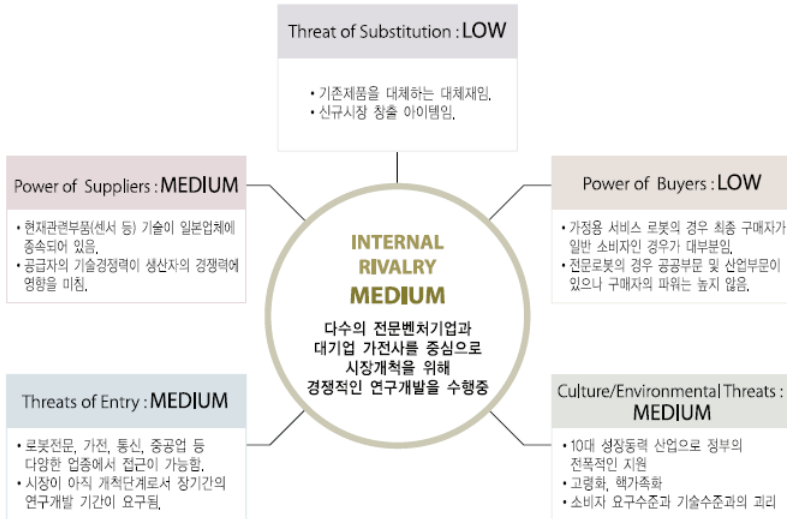 Threat of Substitution : LOW
• 기존제품을 대체하는 대체재임.
• 신규시장 창출 아이템임.
Power of Suppliers : MEDIUM
• 현재관련부품(센서 등) 기술이 일본업체에
종속되어 있음.
• 공급자의 기술경쟁력이 생산자의 경쟁력에
영향을 미침.
Power of Buyers : LOW
• 가정용 서비스 로봇의 경우 최종 구매자가
일반 소비자인 경우가 대부분임.
• 전문로봇의 경우 공공부문 및 산업부문이
있으나 구매자의 파워는 높지 않음.
INTERNAL
RIVALRY
MEDIUM
다수의 전문벤처기업과
대기업 가전사를 중심으로
시장개척을 위해
경쟁적인 연구개발을 수행중
Threats of Entry : MEDIUM
• 로봇전문, 가전, 통신, 중공업 등
다양한 업종에서 접근이 가능함.
• 시장이 아직 개척단계로서 장기간의
연구개발 기간이 요구됨.
Culture/Environmental Threats :
MEDIUM
• 10대 성장동력 산업으로 정부의
전폭적인 지원
• 고령화, 핵가족화
• 소비자 요구수준과 기술수준과의 괴리